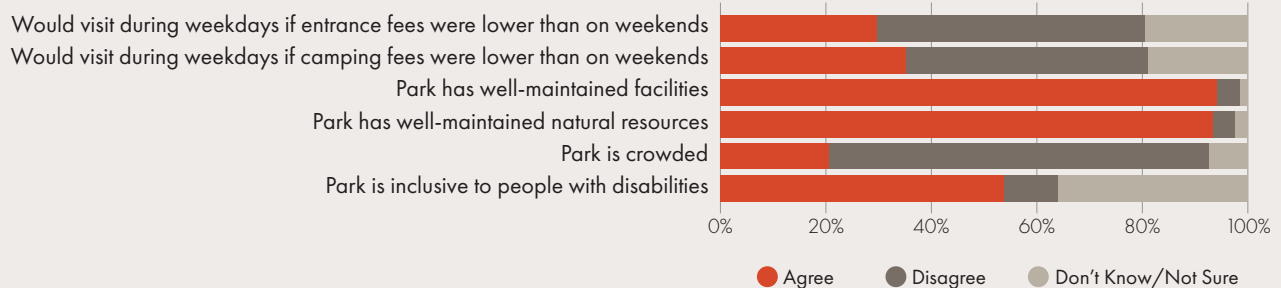 Would visit during weekdays if entrance fees were lower than on weekends
Would visit during weekdays if camping fees were lower than on weekends
Park has well-maintained facilities
Park has well-maintained natural resources
Park is crowded
Park is inclusive to people with disabilities
0% 20% 40% 60% 80% 100%
Agree Disagree Don't Know/Not Sure